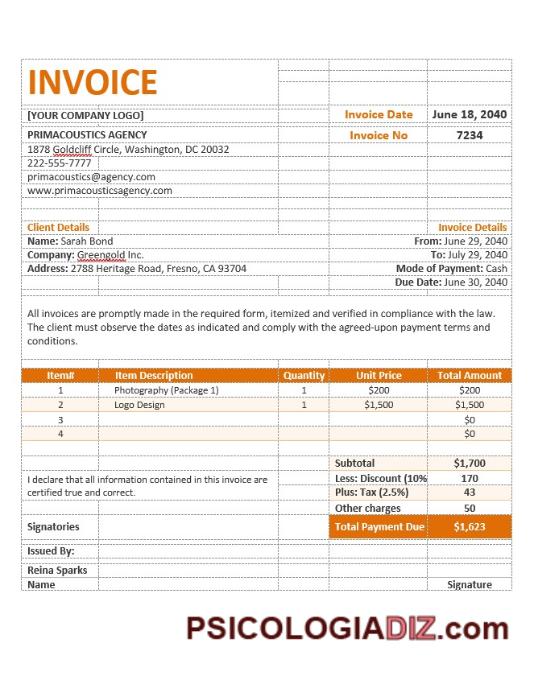 INVOICE
[YOUR COMPANY LOGO] Invoice Date June 18, 2040
PRIMACOUSTICS AGENCY Invoice No 7234
1878 Goldcliff Circle, Washington, DC 20032
222-555-7777
primacoustics@agency.com
www.primacousticsagency.com
Client Details Invoice Details
Name: Sarah Bond From: June 29, 2040
Company: Greengold Inc. To: July 29, 2040
Address: 2788 Heritage Road, Fresno, CA 93704 Mode of Payment: Cash
Due Date: June 30, 2040
All invoices are promptly made in the required form, itemized and verified in compliance with the law.
The client must observe the dates as indicated and comply with the agreed-upon payment terms and
conditions.
Item# Item Description Quantity Unit Price Total Amount
1 Photography (Package 1) 1 $200 $200
2 Logo Design 1 $1,500 $1,500
3 $0
4 $0
Subtotal $1,700
I declare that all information contained in this invoice are Less: Discount (10% 170
certified true and correct. Plus: Tax (2.5%) 43
Other charges 50
Signatories Total Payment Due $1,623
Issued By:
Reina Sparks
Name Signature
PSICOLOGIADIZ.com